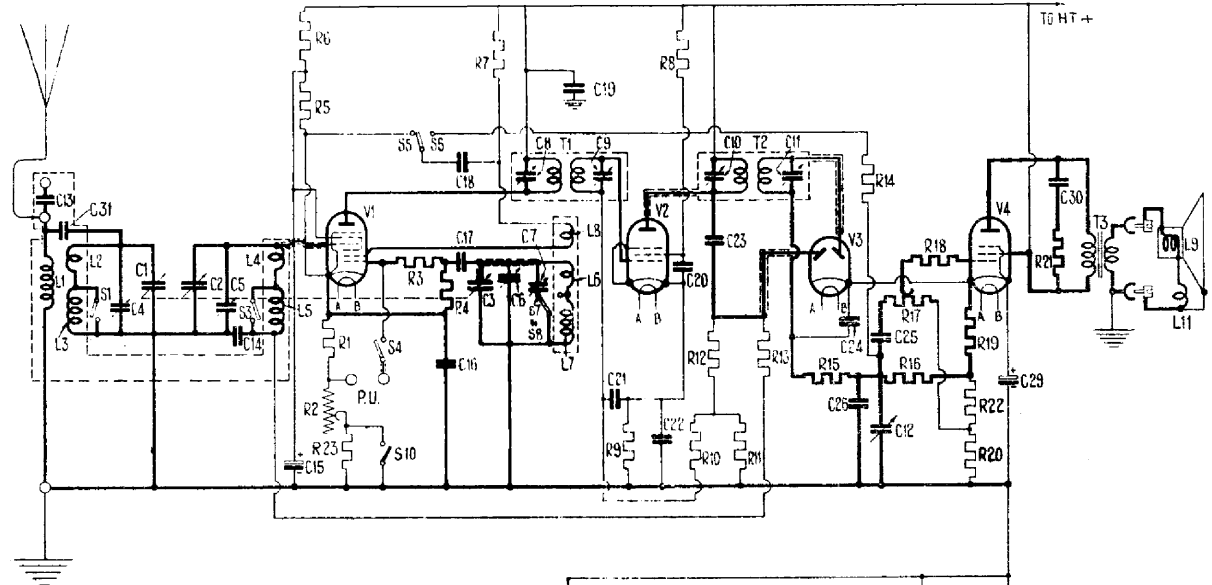 TO HT +
R6
R7
R8
C19
R5
S5
S6
C8
T1
C9
C10
T2
C11
C18
R14
C13
C31
V1
V2
V3
V4
C30
T3
L9
L8
C17
C7
C23
R18
R21
L2
L4
L1
C1
C2
C5
S1
C4
S3
L5
L3
C14
R3
R4
C3
C6
L6
S7
&
S8
L7
C20
A B
A B
A B
A B
C24
R17
C25
R19
L11
R1
S4
C16
R12
R13
R15
R16
C29
P.U.
R2
C21
C26
C12
R22
R23
S10
C15
R9
C22
R10
R11
R20